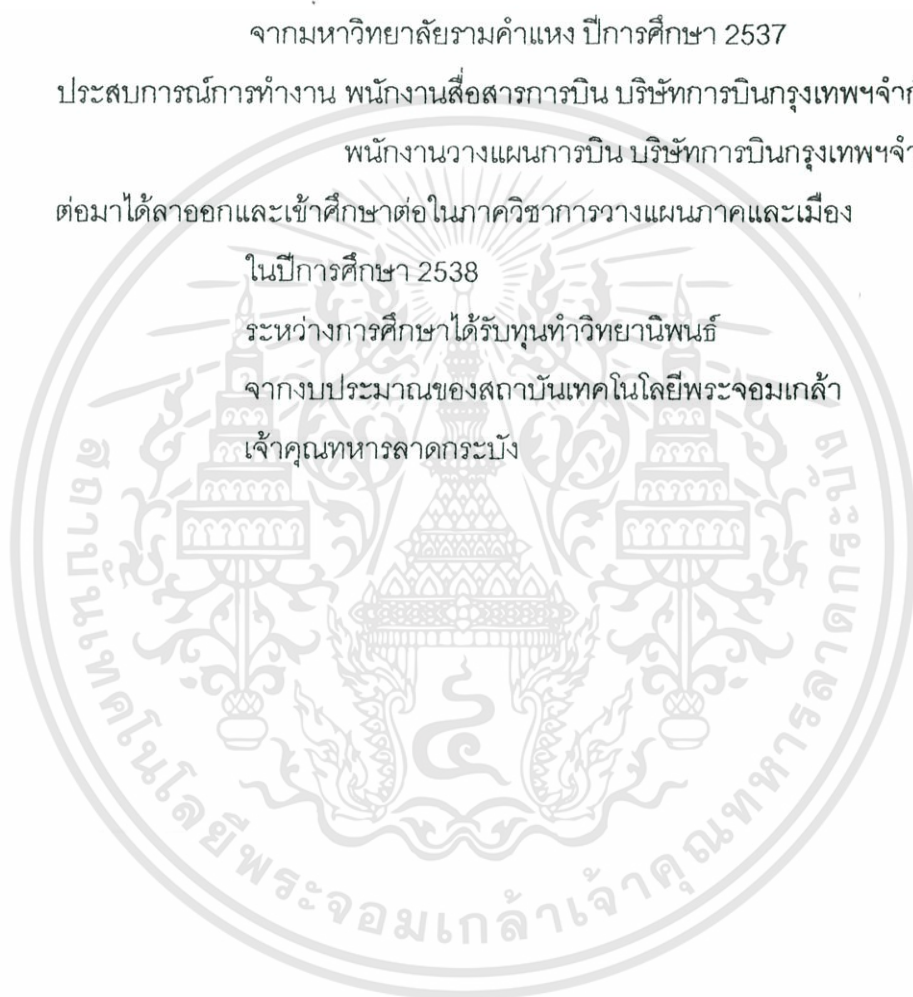 จากมหาวิทยาลัยรามคำแหง ปีการศึกษา 2537
ประสบการณ์การทำงาน พนักงานสื่อสารการบิน บริษัทการบินกรุงเทพฯจำก
พนักงานวางแผนการบิน บริษัทการบินกรุงเทพฯจำ
ต่อมาได้ลาออกและเข้าศึกษาต่อในภาควิชาการวางแผนภาคและเมือง
ในปีการศึกษา 2538
ระหว่างการศึกษาได้รับทุนทำวิทยานิพนธ์
จากงบประมาณของสถาบันเทคโนโลยีพระจอมเกล้า
เจ้าคุณทหารลาดกระบัง
สถาบันเทคโนโลยีพระจอมเกล้าเจ้าคุณทหารลาดกระบัง
๔